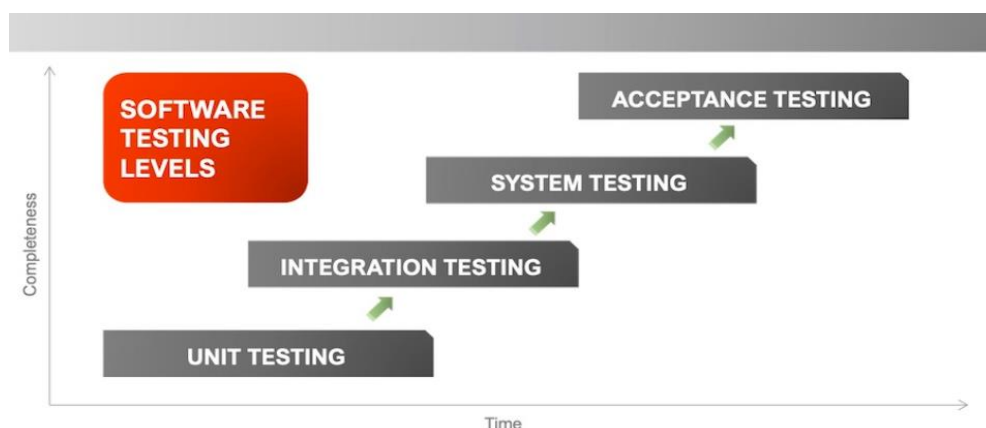 SOFTWARE
TESTING
LEVELS
ACCEPTANCE TESTING
SYSTEM TESTING
INTEGRATION TESTING
UNIT TESTING
Completeness
Time